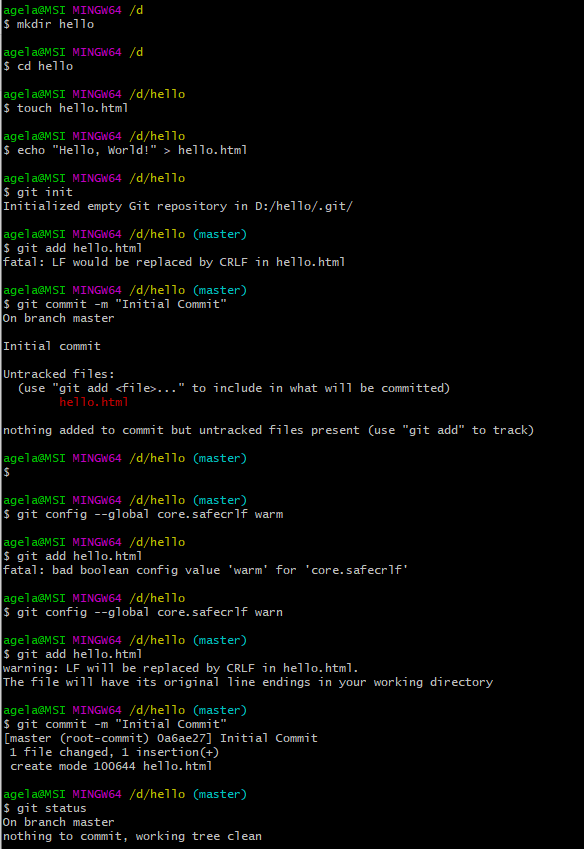 agela@MSI MINGW64 /d
$ mkdir hello
agela@MSI MINGW64 /d
$ cd hello
agela@MSI MINGW64 /d/hello
$ touch hello.html
agela@MSI MINGW64 /d/hello
$ echo "Hello, World!" > hello.html
agela@MSI MINGW64 /d/hello
$ git init
Initialized empty Git repository in D:/hello/.git/
agela@MSI MINGW64 /d/hello (master)
$ git add hello.html
fatal: LF would be replaced by CRLF in hello.html
agela@MSI MINGW64 /d/hello (master)
$ git commit -m "Initial Commit"
On branch master
Initial commit
Untracked files:
  (use "git add <file>..." to include in what will be committed)
        hello.html
nothing added to commit but untracked files present (use "git add" to track)
agela@MSI MINGW64 /d/hello (master)
$
agela@MSI MINGW64 /d/hello (master)
$ git config --global core.safecrlf warm
agela@MSI MINGW64 /d/hello
$ git add hello.html
fatal: bad boolean config value 'warm' for 'core.safecrlf'
agela@MSI MINGW64 /d/hello
$ git config --global core.safecrlf warn
agela@MSI MINGW64 /d/hello (master)
$ git add hello.html
warning: LF will be replaced by CRLF in hello.html.
The file will have its original line endings in your working directory
agela@MSI MINGW64 /d/hello (master)
$ git commit -m "Initial Commit"
[master (root-commit) 0a6ae27] Initial Commit
 1 file changed, 1 insertion(+)
 create mode 100644 hello.html
agela@MSI MINGW64 /d/hello (master)
$ git status
On branch master
nothing to commit, working tree clean